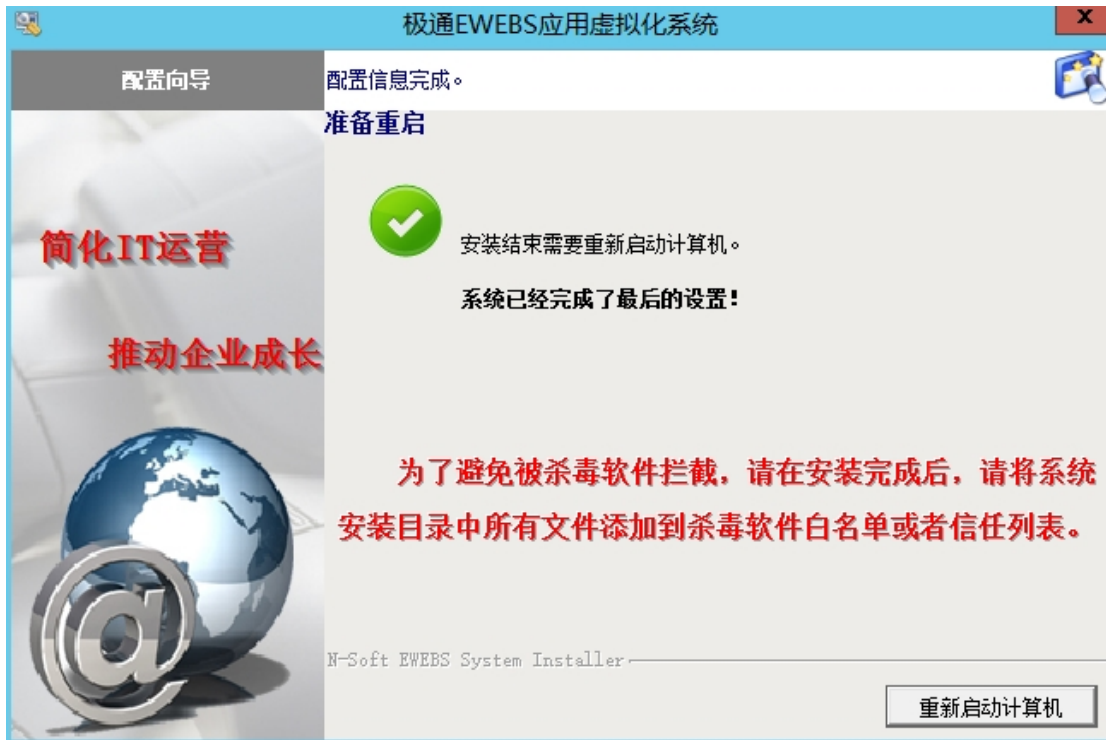 极通EWEBS应用虚拟化系统
x
配置向导
配置信息完成。
准备重启
简化IT运营
安装结束需要重新启动计算机。
系统已经完成了最后的设置!
推动企业成长
为了避免被杀毒软件拦截，请在安装完成后，请将系统
安装目录中所有文件添加到杀毒软件白名单或者信任列表。
@
N-Soft EWEBS System Installer
重新启动计算机